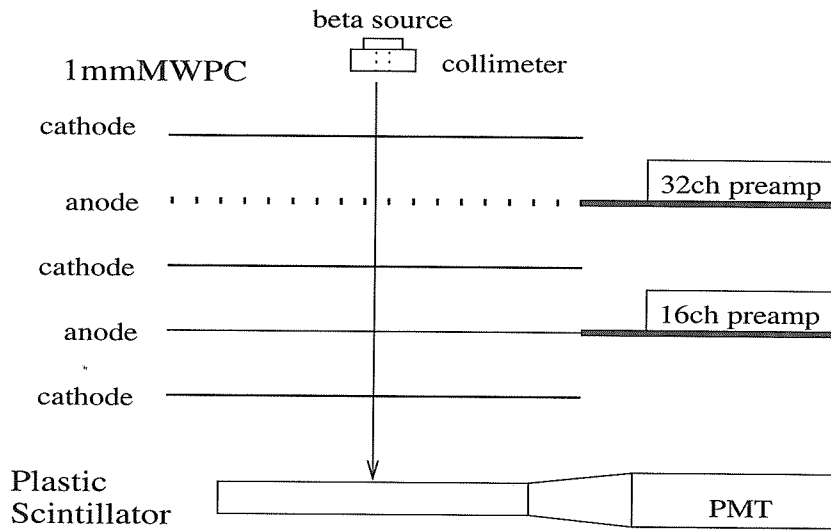 beta source
collimeter
1mmMWPC
cathode
anode
32ch preamp
cathode
anode
16ch preamp
cathode
Plastic
Scintillator
PMT